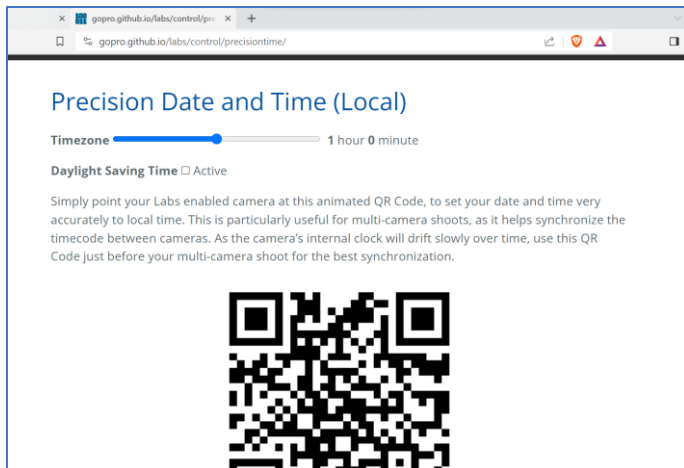 gopro.github.io/labs/control/pre
gopro.github.io/labs/control/precisiontime/
Precision Date and Time (Local)
Timezone 1 hour 0 minute
Daylight Saving Time Active
Simply point your Labs enabled camera at this animated QR Code, to set your date and time very
accurately to local time. This is particularly useful for multi-camera shoots, as it helps synchronize the
timecode between cameras. As the camera's internal clock will drift slowly over time, use this QR
Code just before your multi-camera shoot for the best synchronization.